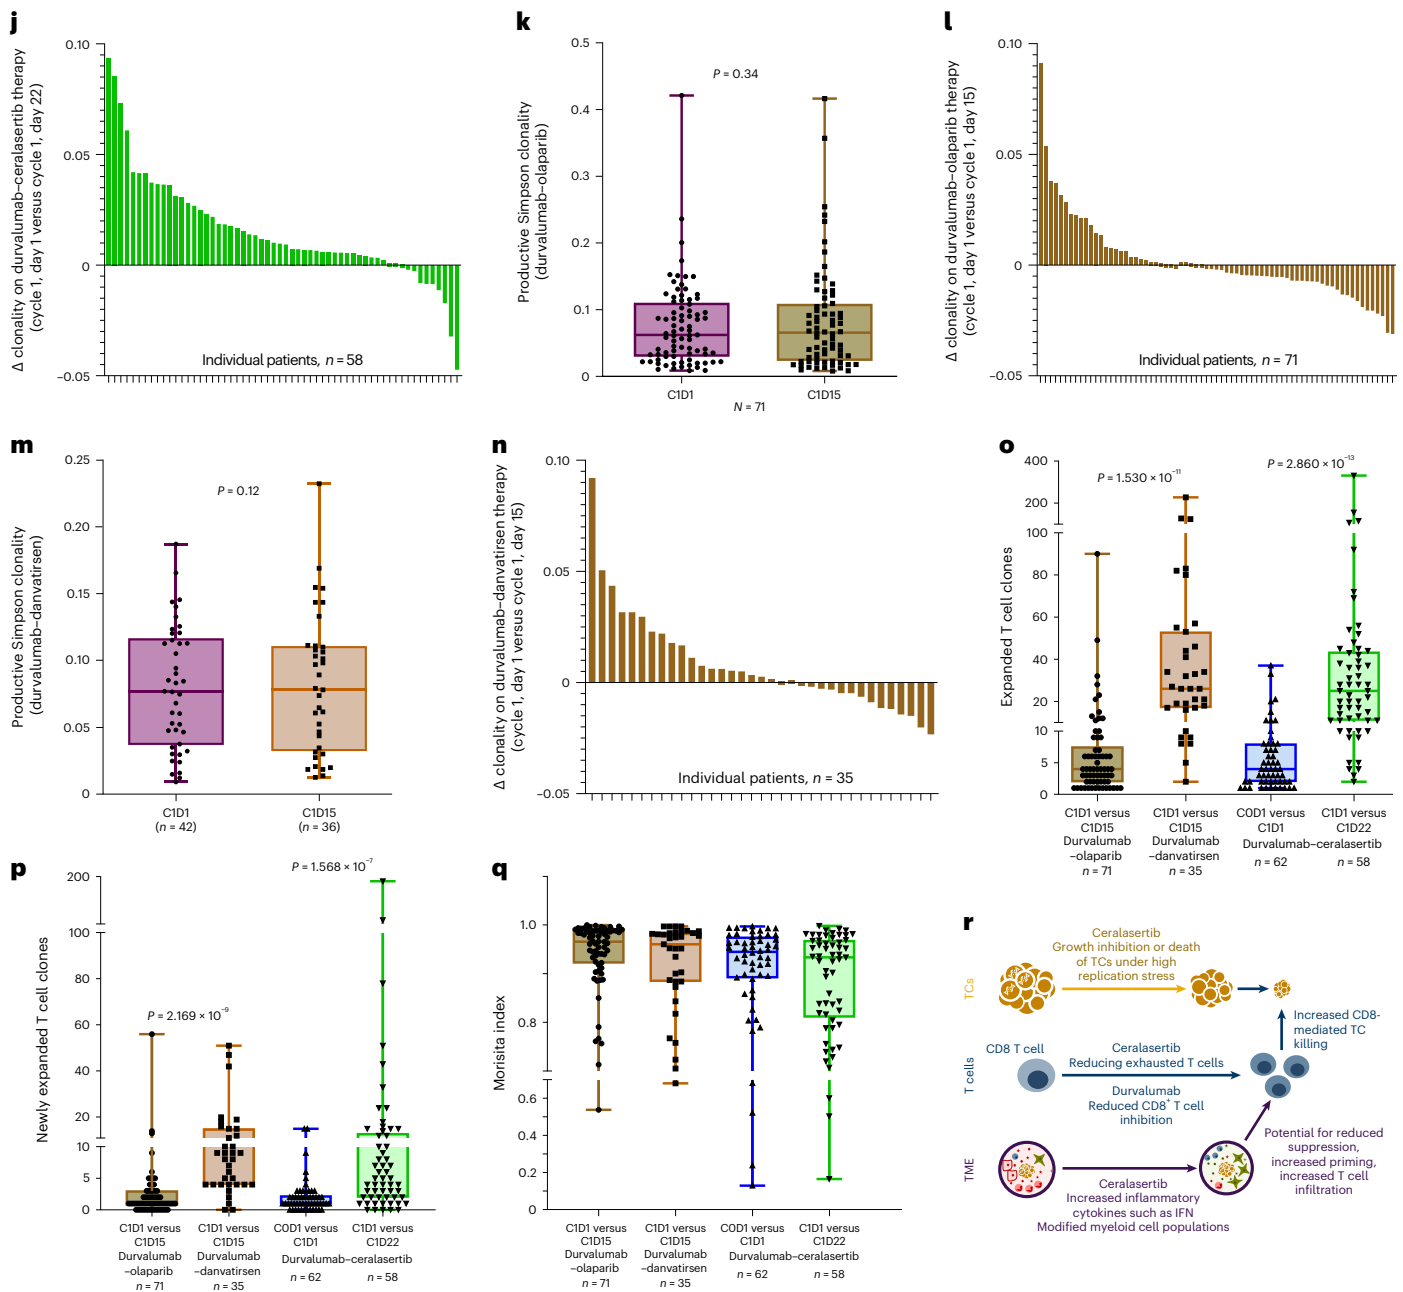 j
Δ clonality on durvalumab–ceralasertib therapy
(cycle 1, day 1 versus cycle 1, day 22)
0.10
0.05
0
–0.05
Individual patients, n = 58
k
Productive Simpson clonality
(durvalumab–olaparib)
0.5
0.4
0.3
0.2
0.1
0
P = 0.34
C1D1
C1D15
N = 71
l
Δ clonality on durvalumab–olaparib therapy
(cycle 1, day 1 versus cycle 1, day 15)
0.10
0.05
0
–0.05
Individual patients, n = 71
m
Productive Simpson clonality
(durvalumab–danvatirsen)
0.25
0.20
0.15
0.10
0.05
0
P = 0.12
C1D1
(n = 42)
C1D15
(n = 36)
n
Δ clonality on durvalumab–danvatirsen therapy
(cycle 1, day 1 versus cycle 1, day 15)
0.10
0.05
0
–0.05
Individual patients, n = 35
o
Expanded T cell clones
400
200
100
80
60
40
20
10
5
0
P = 1.530 × 10⁻¹¹
P = 2.860 × 10⁻¹³
C1D1 versus
C1D15
Durvalumab
–olaparib
n = 71
C1D1 versus
C1D15
Durvalumab
–danvatirsen
n = 35
C0D1 versus
C1D1
C1D1 versus
C1D22
Durvalumab–ceralasertib
n = 62
n = 58
p
Newly expanded T cell clones
200
100
80
60
40
20
10
5
0
P = 2.169 × 10⁻⁹
P = 1.568 × 10⁻⁷
C1D1 versus
C1D15
Durvalumab
–olaparib
n = 71
C1D1 versus
C1D15
Durvalumab
–danvatirsen
n = 35
C0D1 versus
C1D1
C1D1 versus
C1D22
Durvalumab–ceralasertib
n = 62
n = 58
q
Morisita index
1.0
0.8
0.6
0.4
0.2
0
C1D1 versus
C1D15
Durvalumab
–olaparib
n = 71
C1D1 versus
C1D15
Durvalumab
–danvatirsen
n = 35
C0D1 versus
C1D1
C1D1 versus
C1D22
Durvalumab–ceralasertib
n = 62
n = 58
r
TCs
Ceralasertib
Growth inhibition or death
of TCs under high
replication stress
Increased CD8-
mediated TC
killing
T cells
CD8 T cell
Ceralasertib
Reducing exhausted T cells
Durvalumab
Reduced CD8⁺ T cell
inhibition
TME
Ceralasertib
Increased inflammatory
cytokines such as IFN
Modified myeloid cell populations
Potential for reduced
suppression,
increased priming,
increased T cell
infiltration